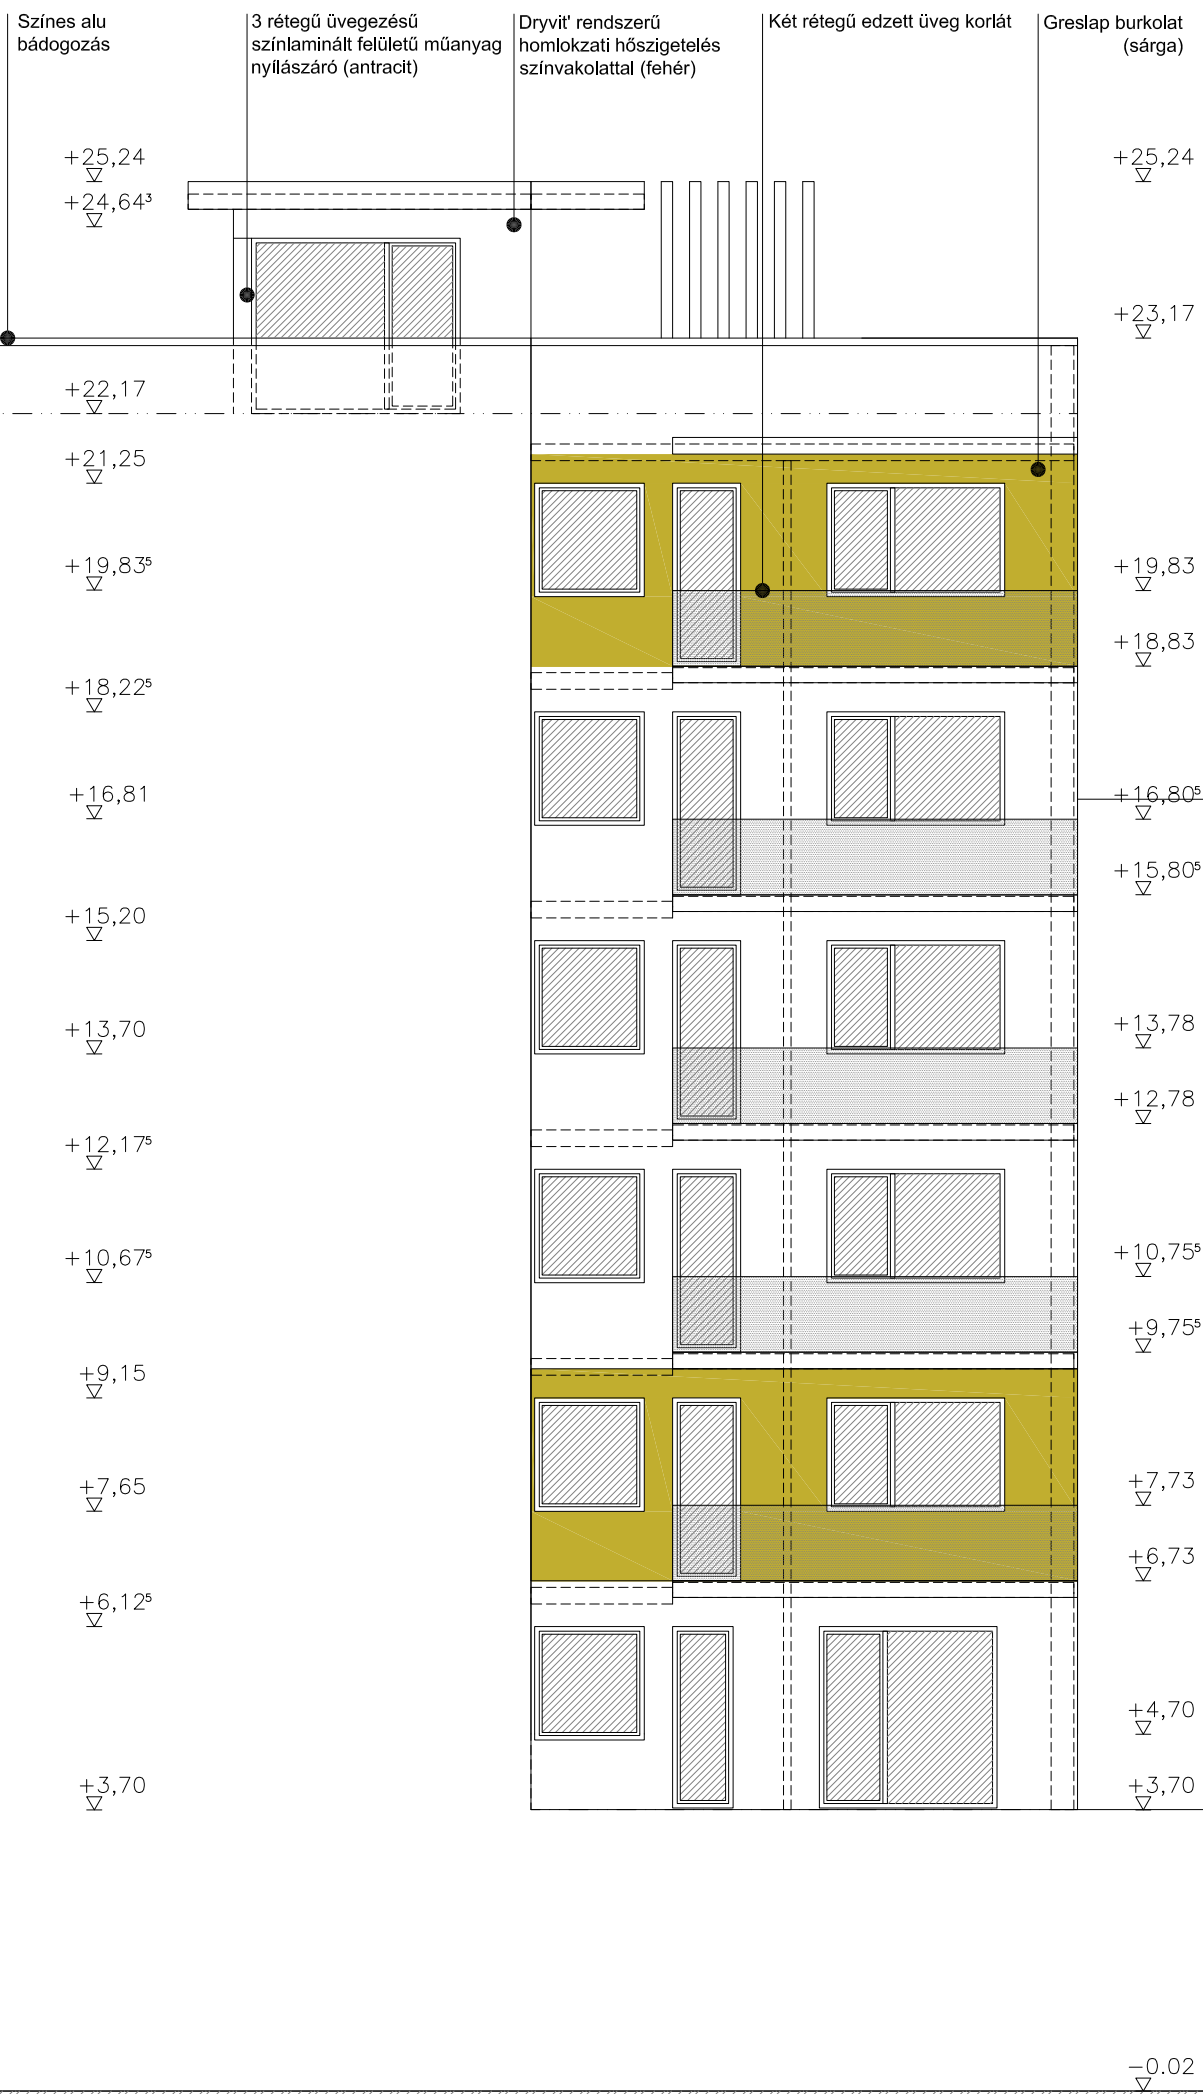 Színes alu
bádogozás
3 rétegű üvegezésű
színlaminált felületű műanyag
nyílászáró (antracit)
Dryvit' rendszerű
homlokzati hőszigetelés
színvakolattal (fehér)
Két rétegű edzett üveg korlát
Greslap burkolat
(sárga)
+25,24
+24,64³
+22,17
+21,25
+19,83⁵
+18,22⁵
+16,81
+15,20
+13,70
+12,17⁵
+10,67⁵
+9,15
+7,65
+6,12⁵
+3,70
+25,24
+23,17
+19,83
+18,83
+16,80⁵
+15,80⁵
+13,78
+12,78
+10,75⁵
+9,75⁵
+7,73
+6,73
+4,70
+3,70
−0.02